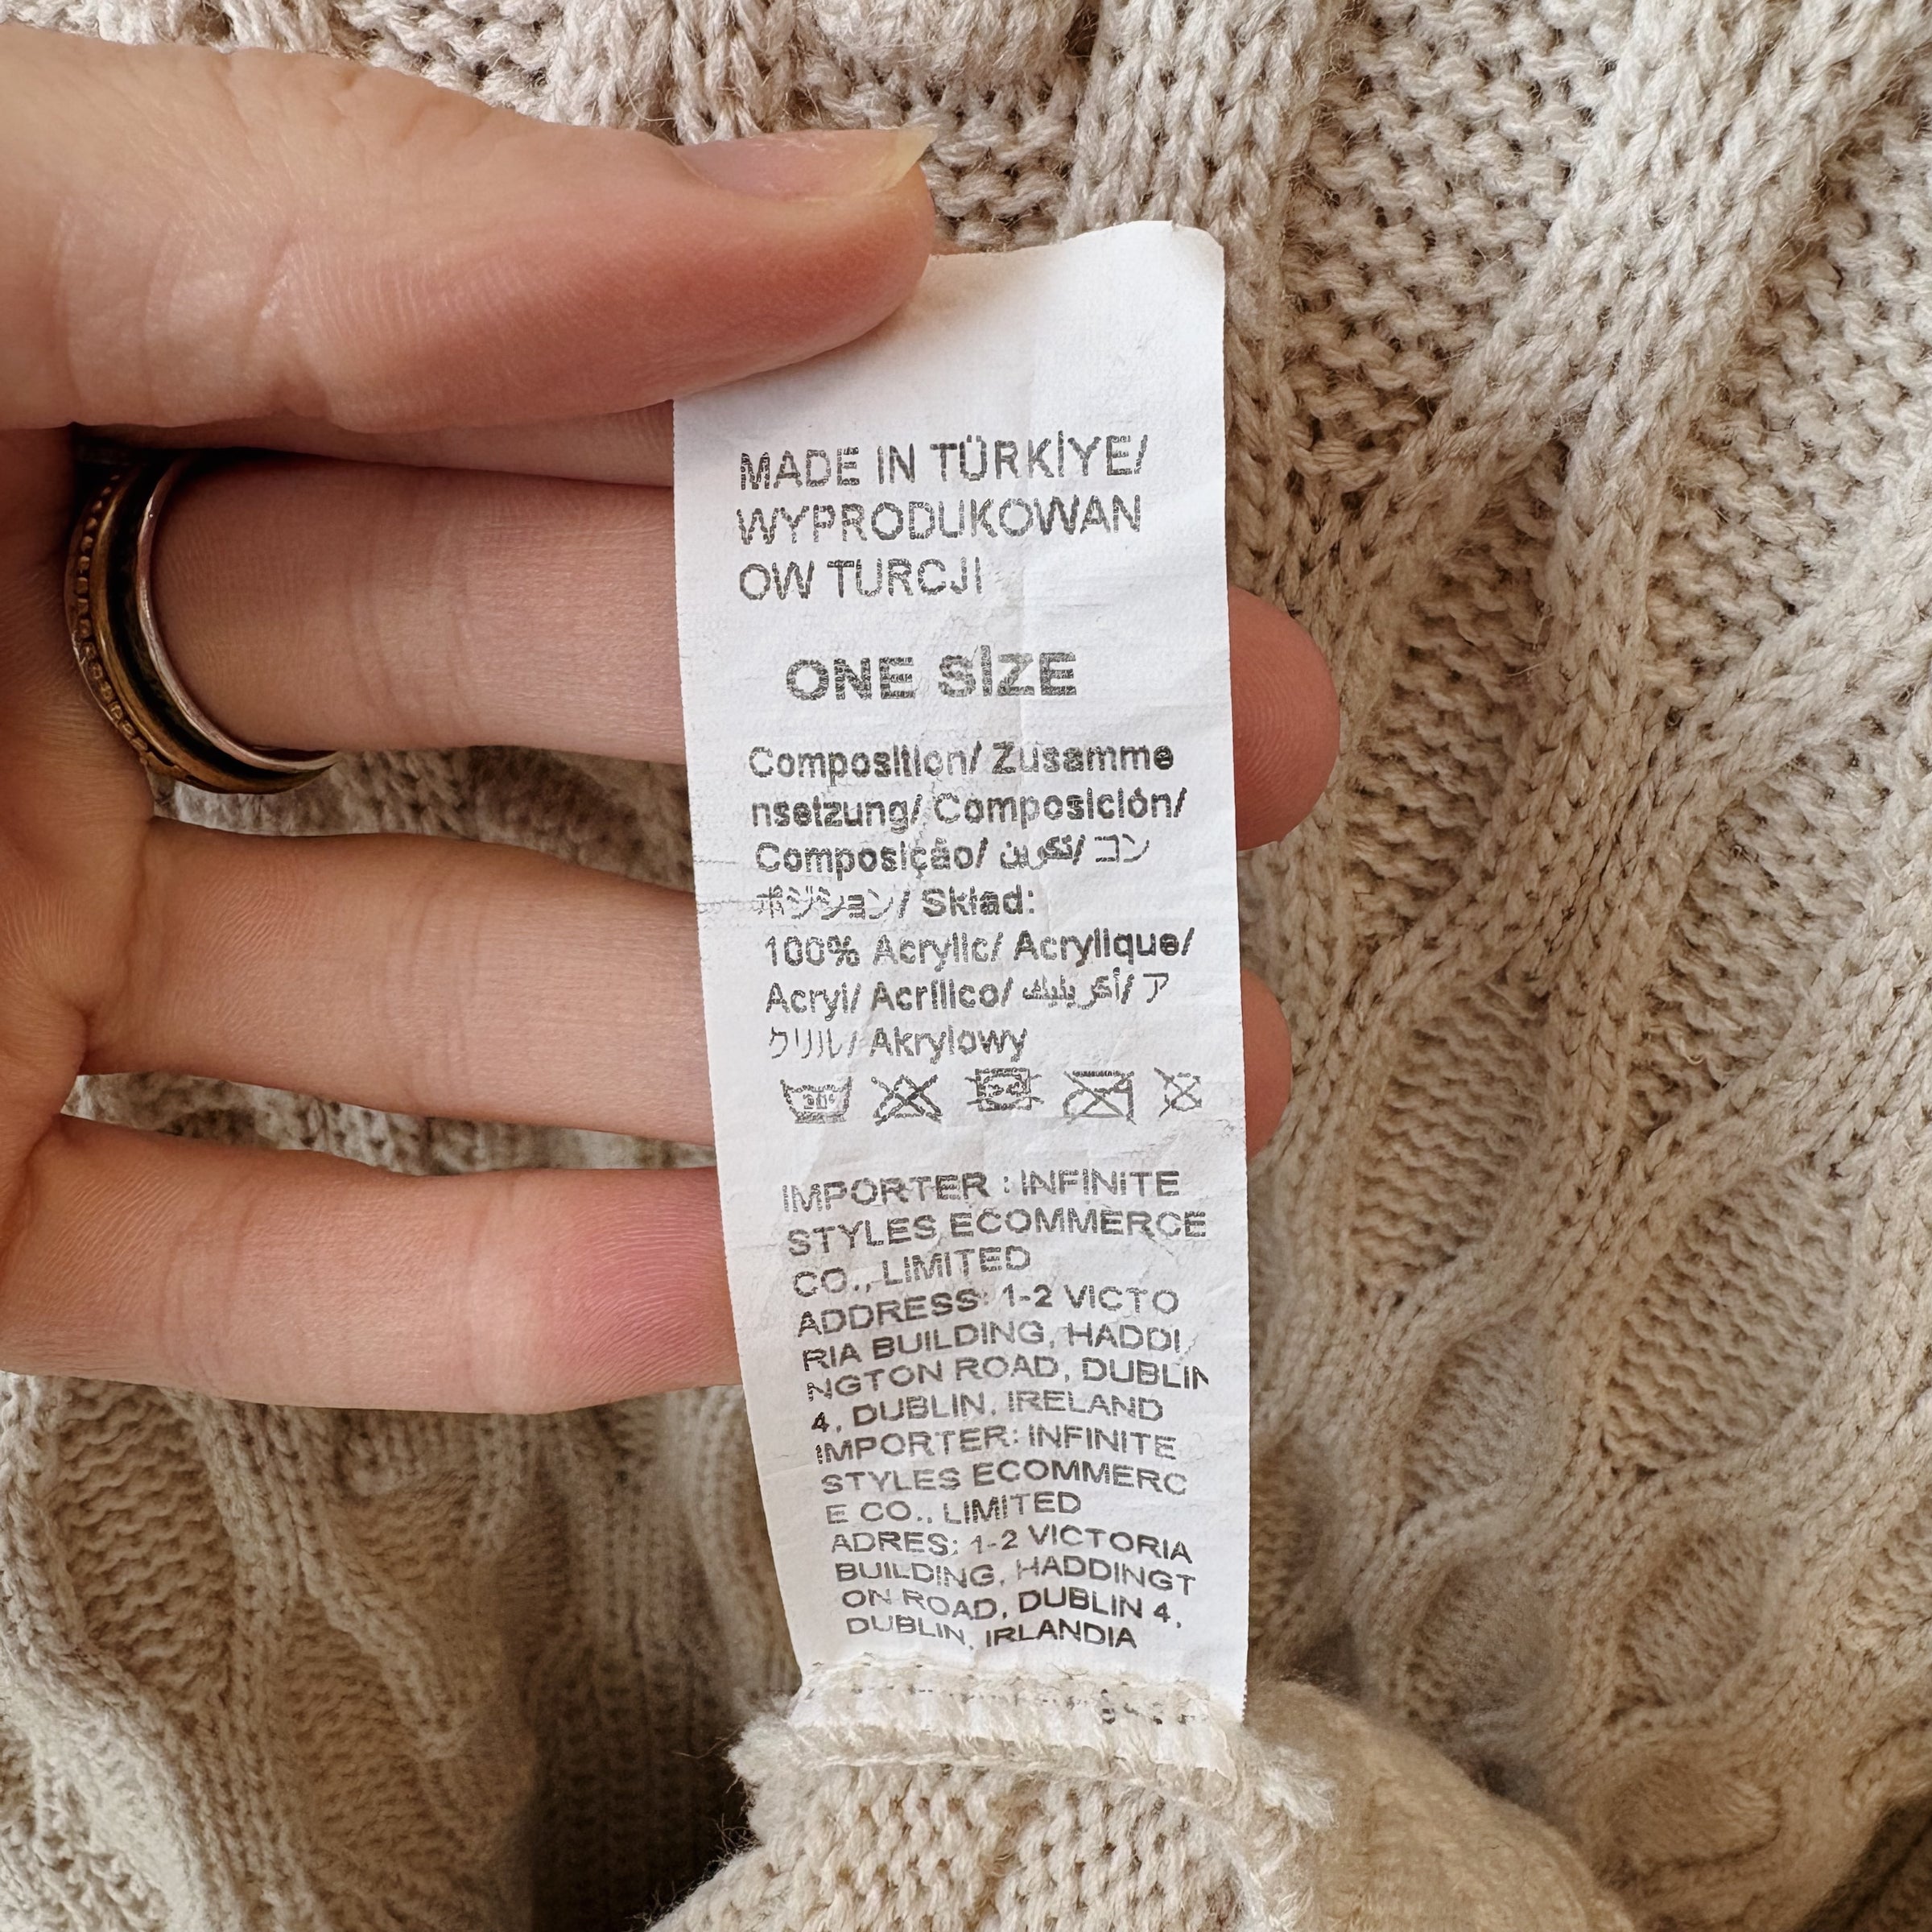 MADE IN TÜRKİYE/
WYPRODUKOWAN
OW TURCJI
ONE SİZE
Composition/ Zusamme
nsetzung/ Composición/
Composição/ تكوين/ コン
ポジション/ Skład:
100% Acrylic/ Acrylique/
Acryl/ Acrílico/ أكريليك/ ア
クリル/ Akrylowy
30°
IMPORTER : INFINITE
STYLES ECOMMERCE
CO., LIMITED
ADDRESS: 1-2 VICTO
RIA BUILDING, HADDI
NGTON ROAD, DUBLIN
4, DUBLIN, IRELAND
IMPORTER: INFINITE
STYLES ECOMMERC
E CO., LIMITED
ADRES: 1-2 VICTORIA
BUILDING, HADDINGT
ON ROAD, DUBLIN 4,
DUBLIN, IRLANDIA